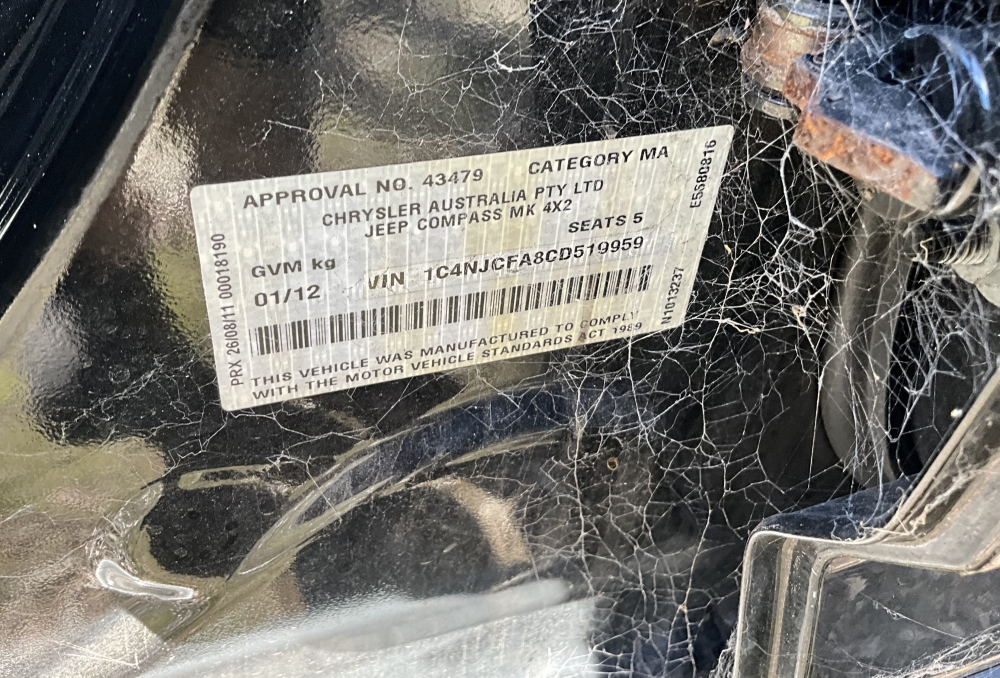 APPROVAL NO. 43479 CATEGORY MA
CHRYSLER AUSTRALIA PTY LTD
JEEP COMPASS MK 4X2
SEATS 5
GVM kg
01/12 VIN 1C4NJCFA8CD519959
THIS VEHICLE WAS MANUFACTURED TO COMPLY
WITH THE MOTOR VEHICLE STANDARDS ACT 1989
PRX 26/08/11 00018190
N1013237
E5580816